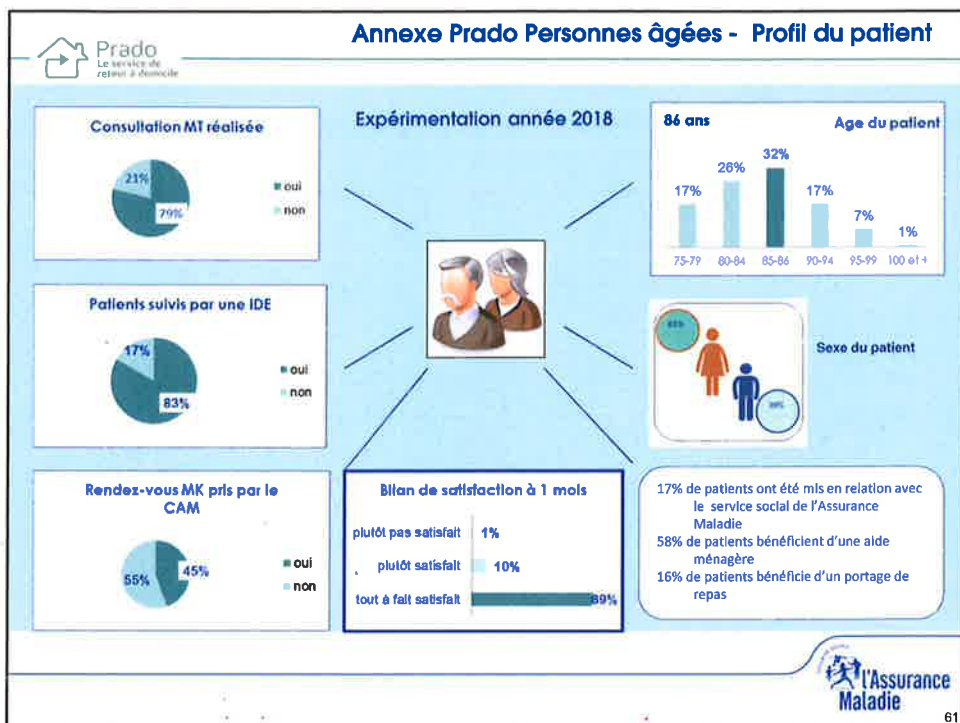 Annexe Prado Personnes âgées - Profil du patient
Prado
Le service de
retour à domicile
Expérimentation année 2018
Consultation MT réalisée
21%
79%
oui
non
86 ans
Age du patient
17%
26%
32%
17%
7%
1%
75-79
80-84
85-86
90-94
95-99
100 et +
Patients suivis par une IDE
17%
83%
oui
non
Sexe du patient
Rendez-vous MK pris par le
CAM
55%
45%
oui
non
Bilan de satisfaction à 1 mois
plutôt pas satisfait
1%
plutôt satisfait
10%
tout à fait satisfait
89%
17% de patients ont été mis en relation avec
le service social de l'Assurance
Maladie
58% de patients bénéficient d'une aide
ménagère
16% de patients bénéficie d'un portage de
repas
l'Assurance
Maladie
61